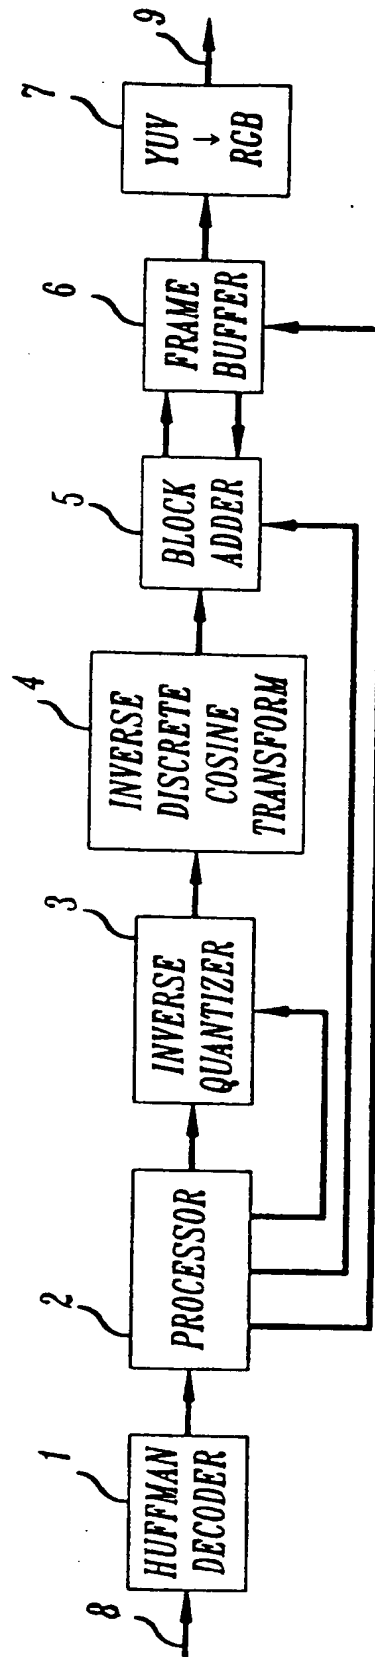 8
1
HUFFMAN
DECODER
2
PROCESSOR
3
INVERSE
QUANTIZER
4
INVERSE
DISCRETE
COSINE
TRANSFORM
5
BLOCK
ADDER
6
FRAME
BUFFER
7
YUV
↓
RGB
9